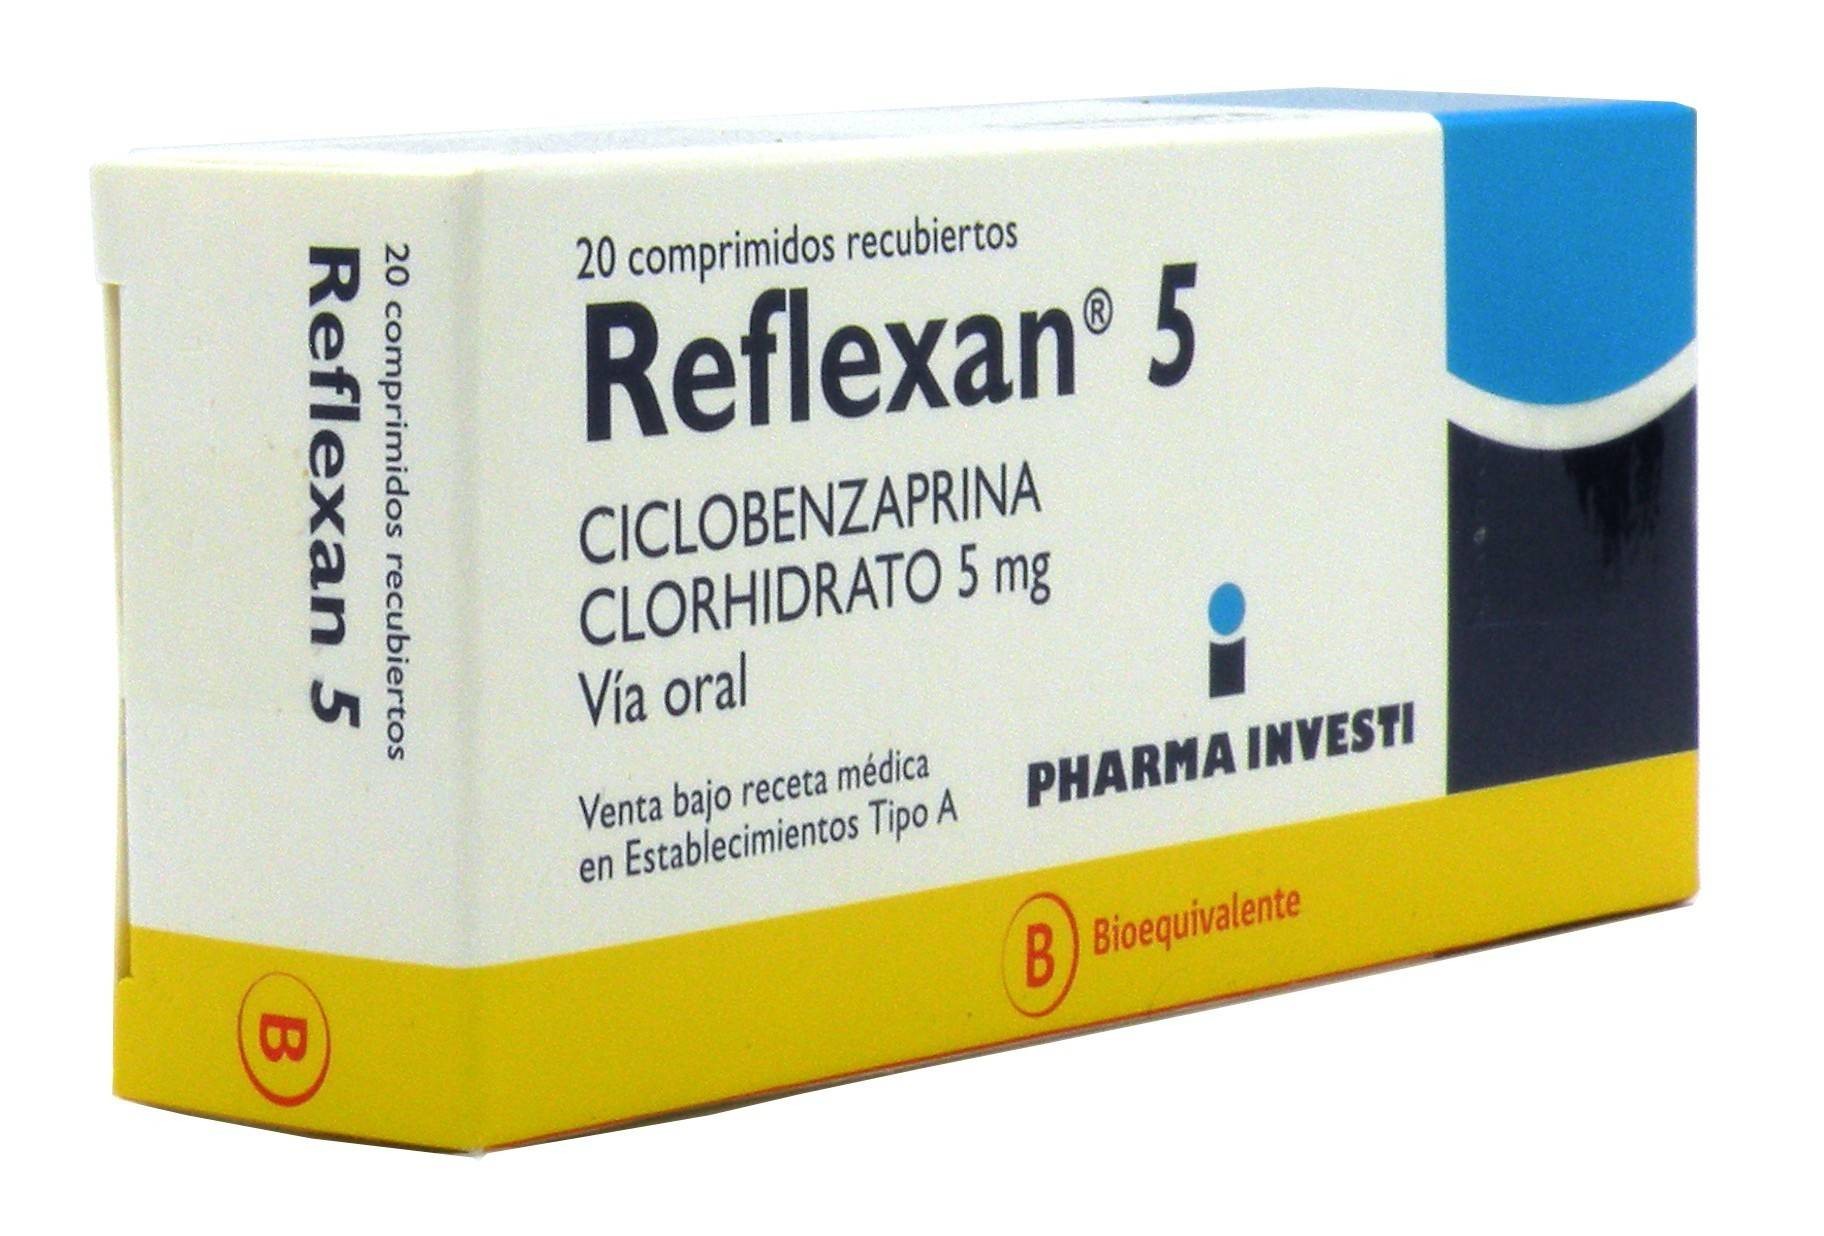 20 comprimidos recubiertos
Reflexan® 5
CICLOBENZAPRINA
CLORHIDRATO 5 mg
Vía oral
Venta bajo receta médica
en Establecimientos Tipo A
PHARMA INVESTI
B Bioequivalente
20 comprimidos recubiertos
Reflexan 5
B